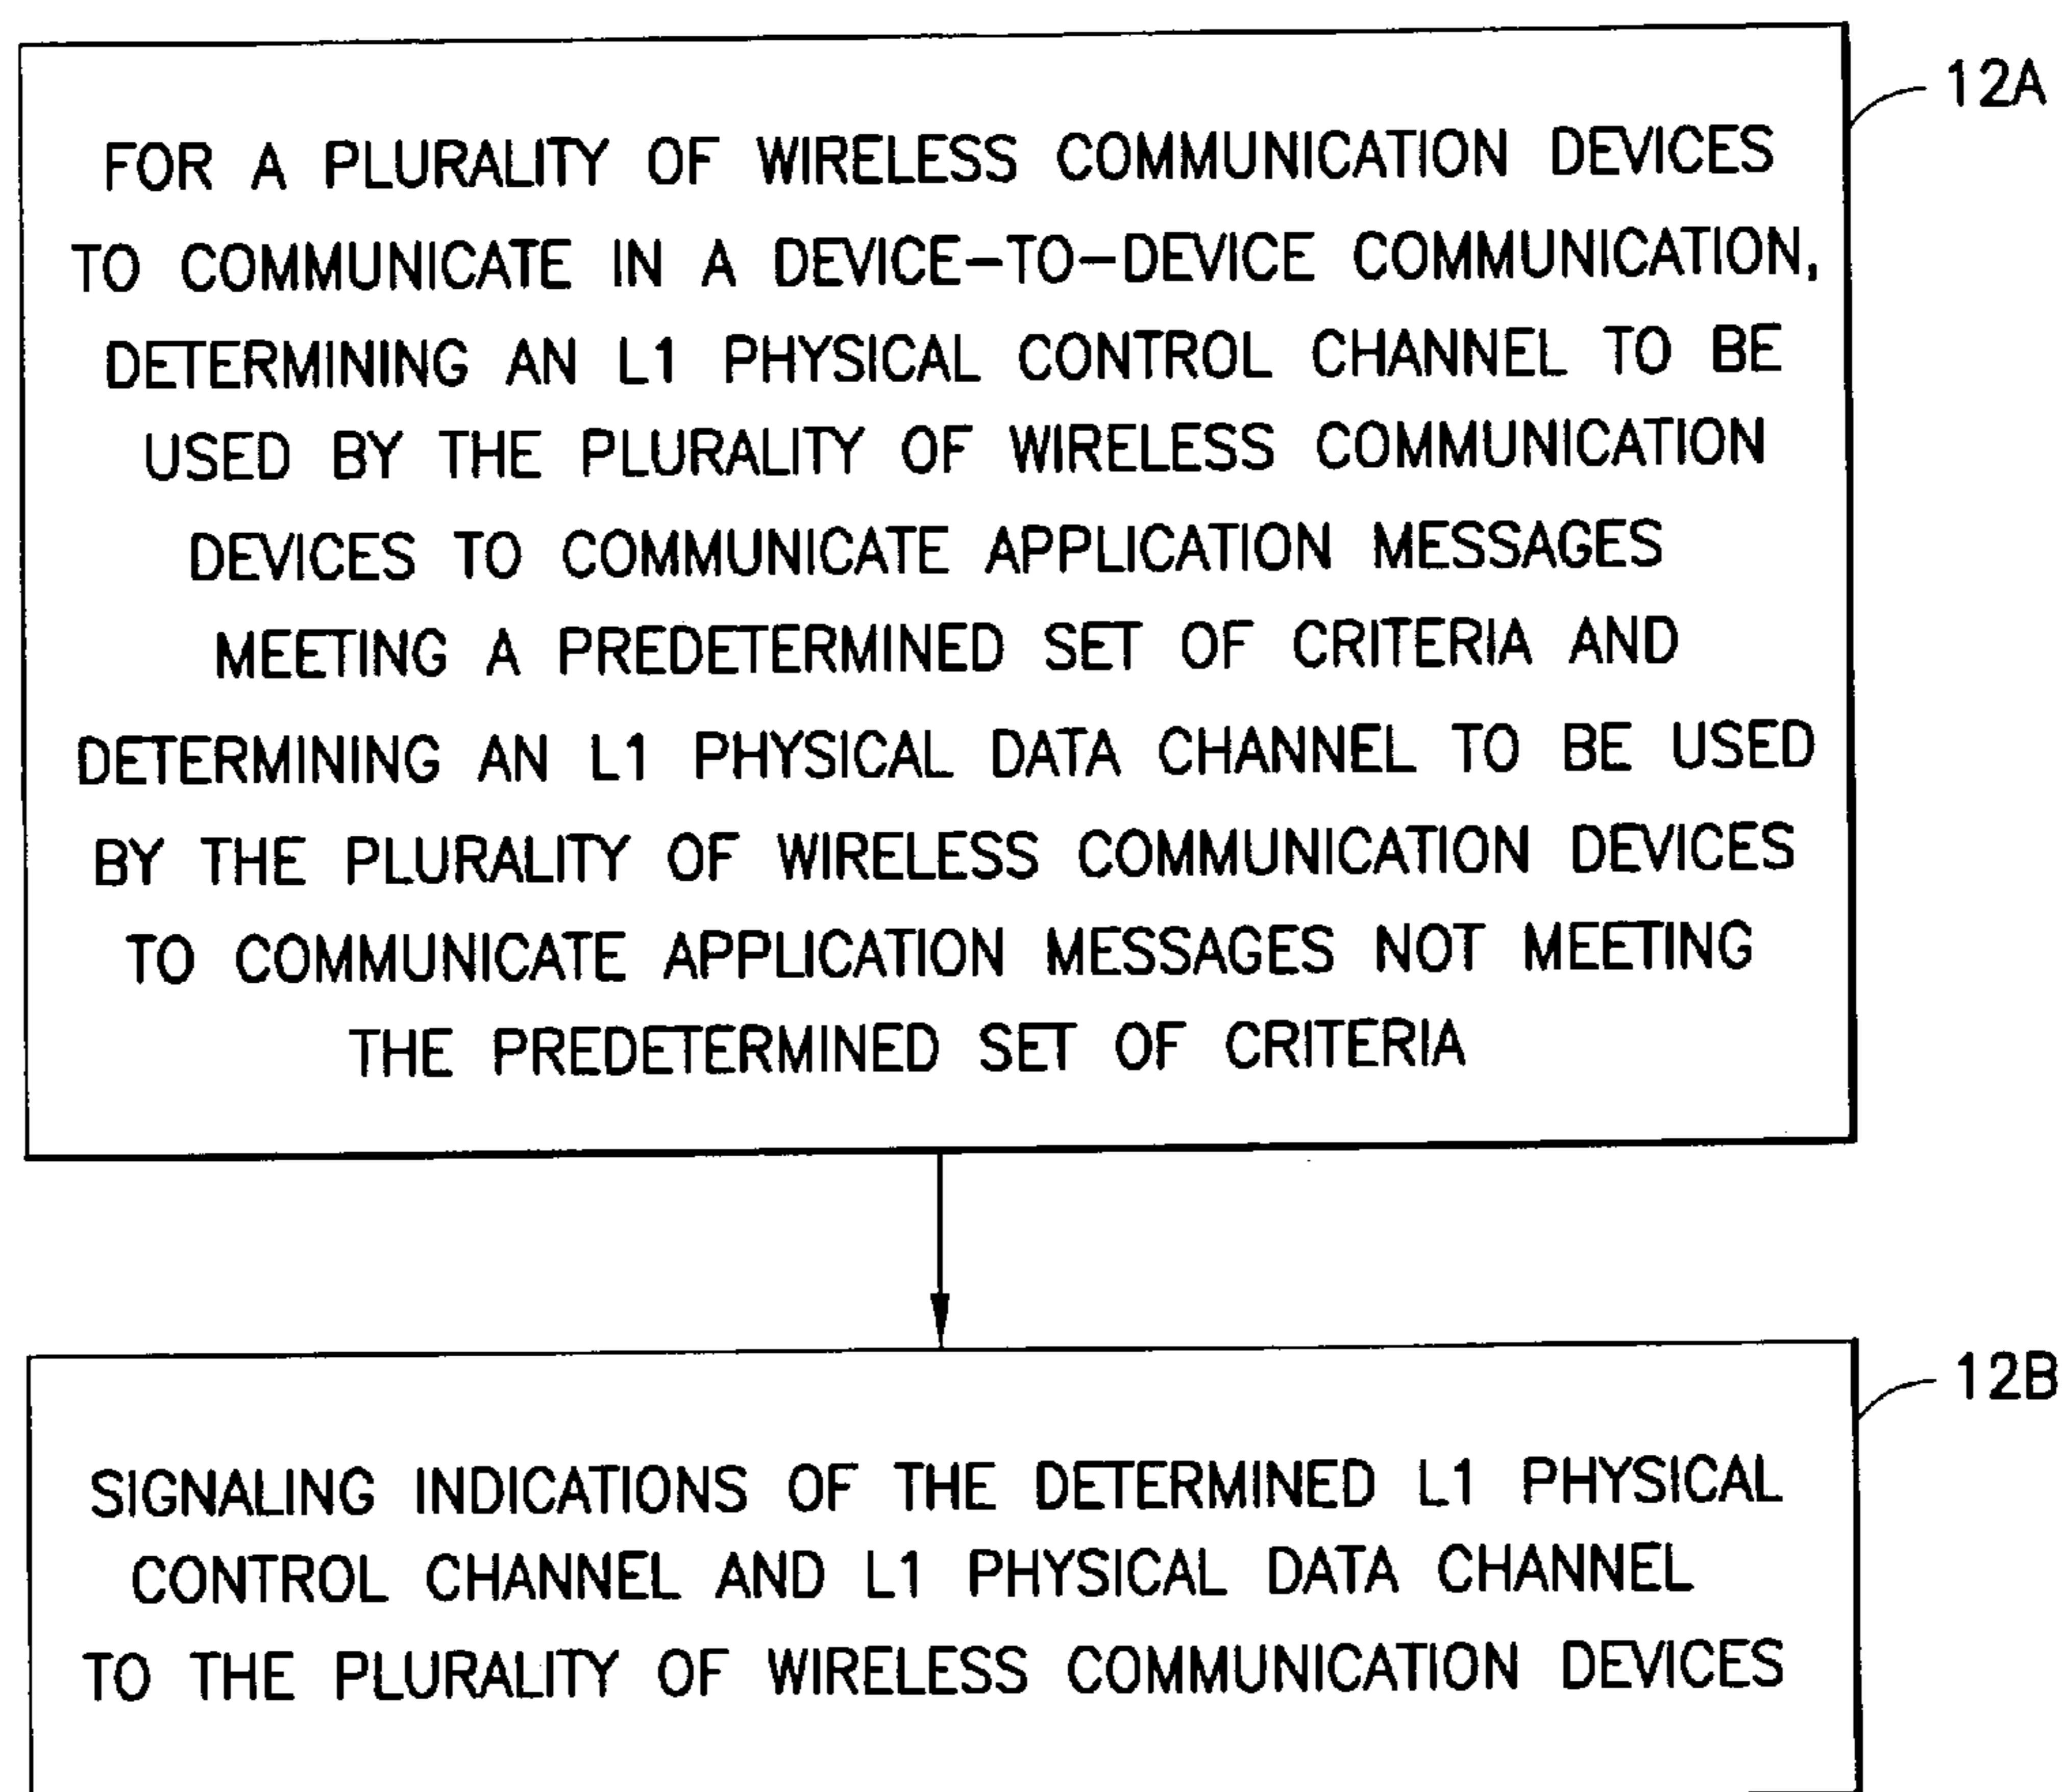 12A
FOR A PLURALITY OF WIRELESS COMMUNICATION DEVICES
TO COMMUNICATE IN A DEVICE-TO-DEVICE COMMUNICATION,
DETERMINING AN L1 PHYSICAL CONTROL CHANNEL TO BE
USED BY THE PLURALITY OF WIRELESS COMMUNICATION
DEVICES TO COMMUNICATE APPLICATION MESSAGES
MEETING A PREDETERMINED SET OF CRITERIA AND
DETERMINING AN L1 PHYSICAL DATA CHANNEL TO BE USED
BY THE PLURALITY OF WIRELESS COMMUNICATION DEVICES
TO COMMUNICATE APPLICATION MESSAGES NOT MEETING
THE PREDETERMINED SET OF CRITERIA
12B
SIGNALING INDICATIONS OF THE DETERMINED L1 PHYSICAL
CONTROL CHANNEL AND L1 PHYSICAL DATA CHANNEL
TO THE PLURALITY OF WIRELESS COMMUNICATION DEVICES